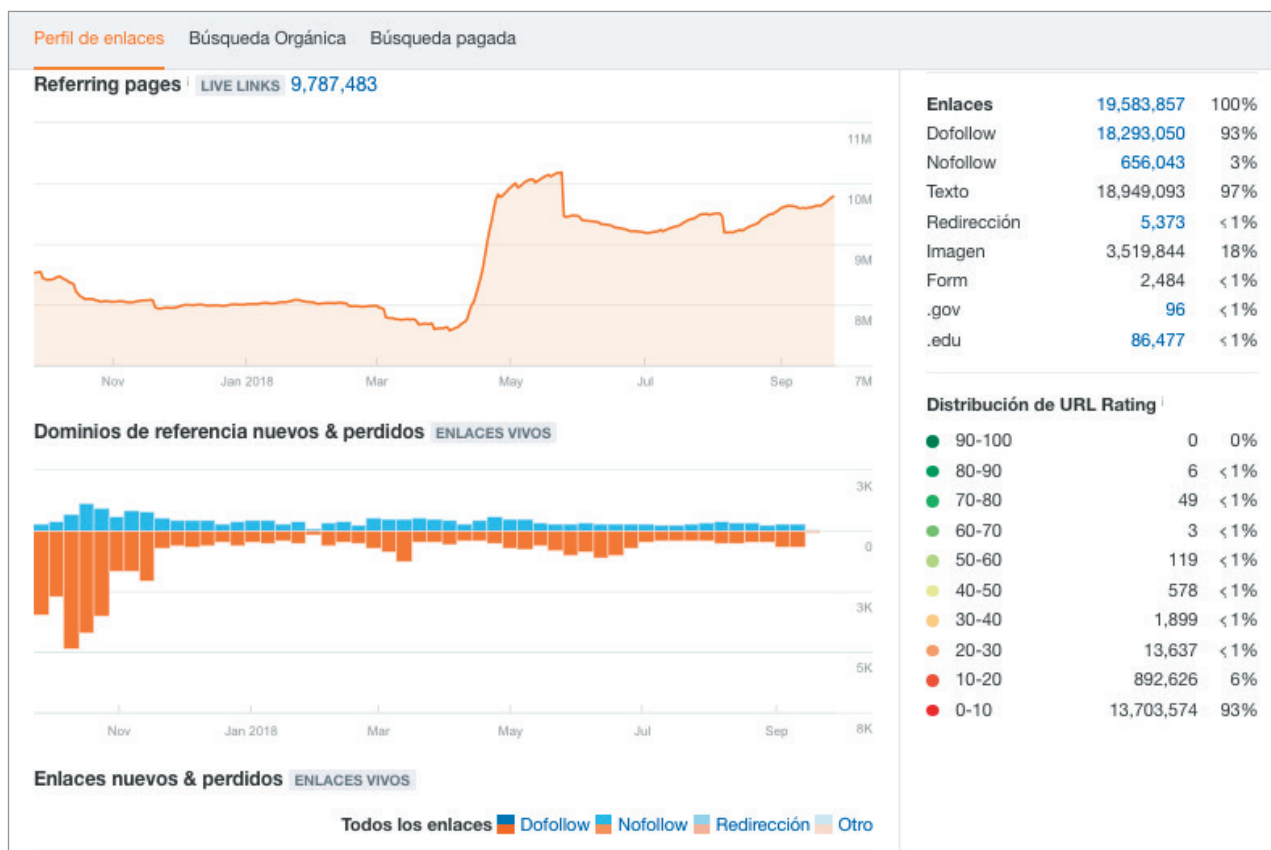 Perfil de enlaces Búsqueda Orgánica Búsqueda pagada
Referring pages i LIVE LINKS 9,787,483
11M
10M
9M
8M
7M
Nov Jan 2018 Mar May Jul Sep
Dominios de referencia nuevos & perdidos ENLACES VIVOS
3K
0
3K
5K
8K
Nov Jan 2018 Mar May Jul Sep
Enlaces nuevos & perdidos ENLACES VIVOS
Todos los enlaces Dofollow Nofollow Redirección Otro
Enlaces 19,583,857 100%
Dofollow 18,293,050 93%
Nofollow 656,043 3%
Texto 18,949,093 97%
Redirección 5,373 <1%
Imagen 3,519,844 18%
Form 2,484 <1%
.gov 96 <1%
.edu 86,477 <1%
Distribución de URL Rating i
90-100 0 0%
80-90 6 <1%
70-80 49 <1%
60-70 3 <1%
50-60 119 <1%
40-50 578 <1%
30-40 1,899 <1%
20-30 13,637 <1%
10-20 892,626 6%
0-10 13,703,574 93%